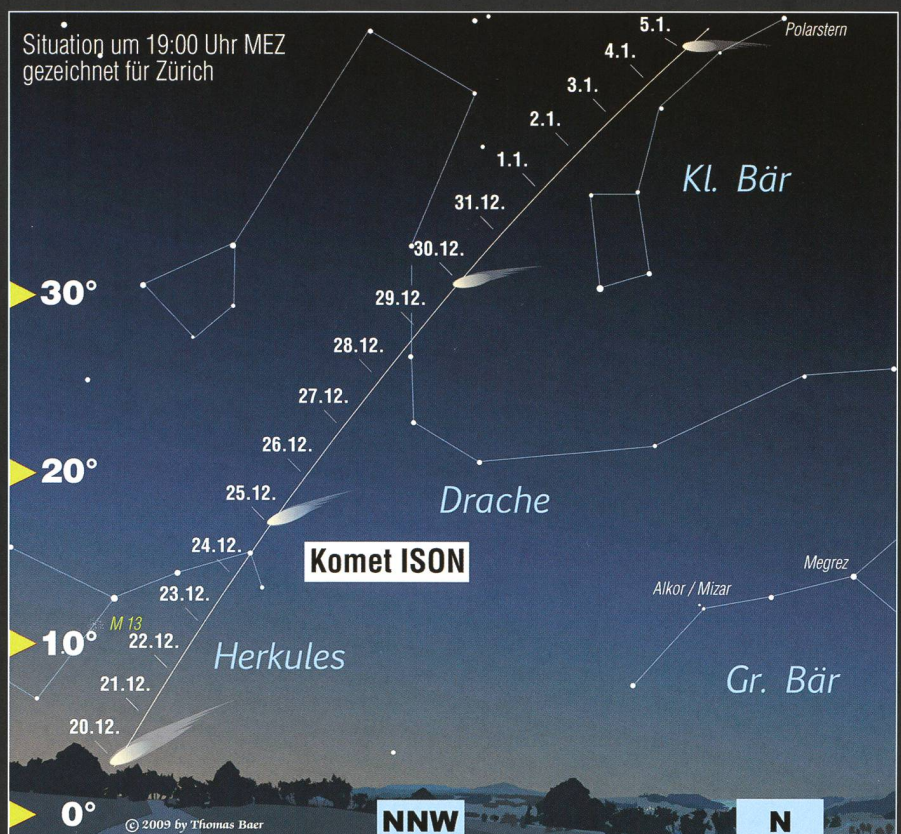 Situation um 19:00 Uhr MEZ
gezeichnet für Zürich
5.1.
Polarstern
4.1.
3.1.
2.1.
1.1.
Kl. Bär
31.12.
30.12.
30°
29.12.
28.12.
27.12.
26.12.
20°
25.12.
Drache
24.12.
Komet ISON
Megrez
Alkor / Mizar
23.12.
M 13
22.12.
10°
Herkules
21.12.
Gr. Bär
20.12.
0°
© 2009 by Thomas Baer
NNW
N